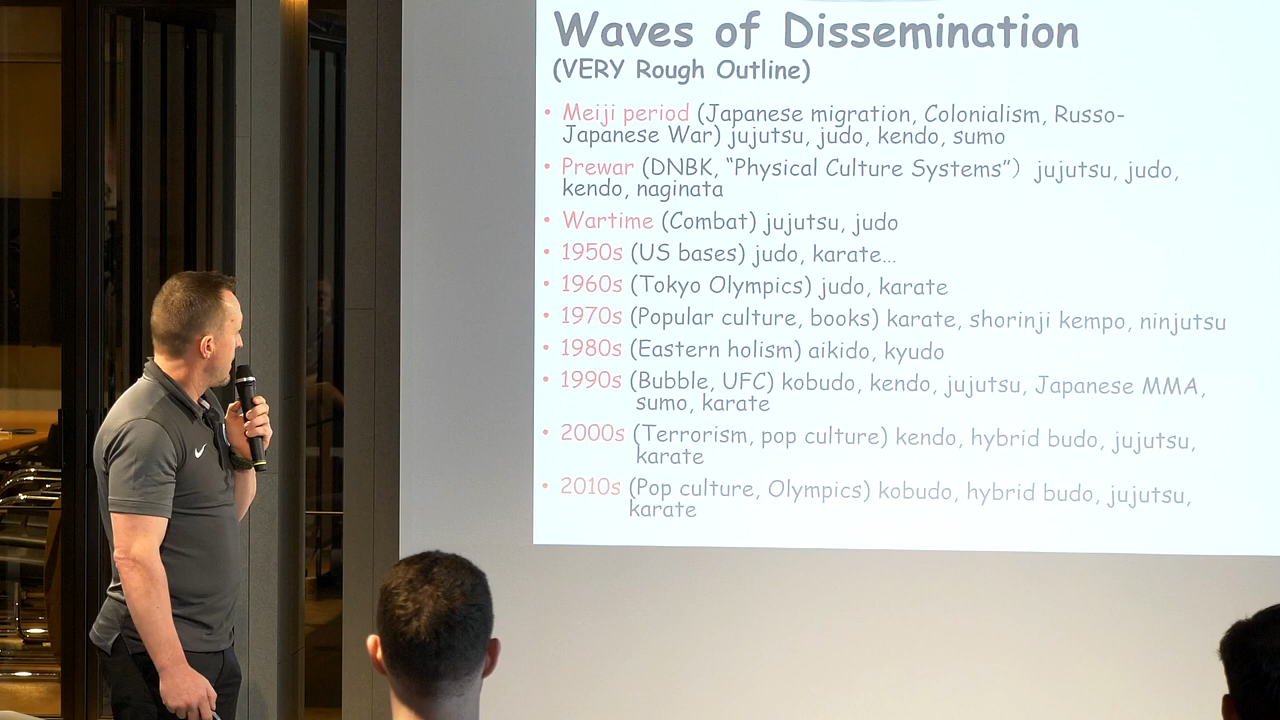 Waves of Dissemination
(VERY Rough Outline)
• Meiji period (Japanese migration, Colonialism, Russo-
Japanese War) jujutsu, judo, kendo, sumo
• Prewar (DNBK, “Physical Culture Systems”） jujutsu, judo,
kendo, naginata
• Wartime (Combat) jujutsu, judo
• 1950s (US bases) judo, karate…
• 1960s (Tokyo Olympics) judo, karate
• 1970s (Popular culture, books) karate, shorinji kempo, ninjutsu
• 1980s (Eastern holism) aikido, kyudo
• 1990s (Bubble, UFC) kobudo, kendo, jujutsu, Japanese MMA,
sumo, karate
• 2000s (Terrorism, pop culture) kendo, hybrid budo, jujutsu,
karate
• 2010s (Pop culture, Olympics) kobudo, hybrid budo, jujutsu,
karate